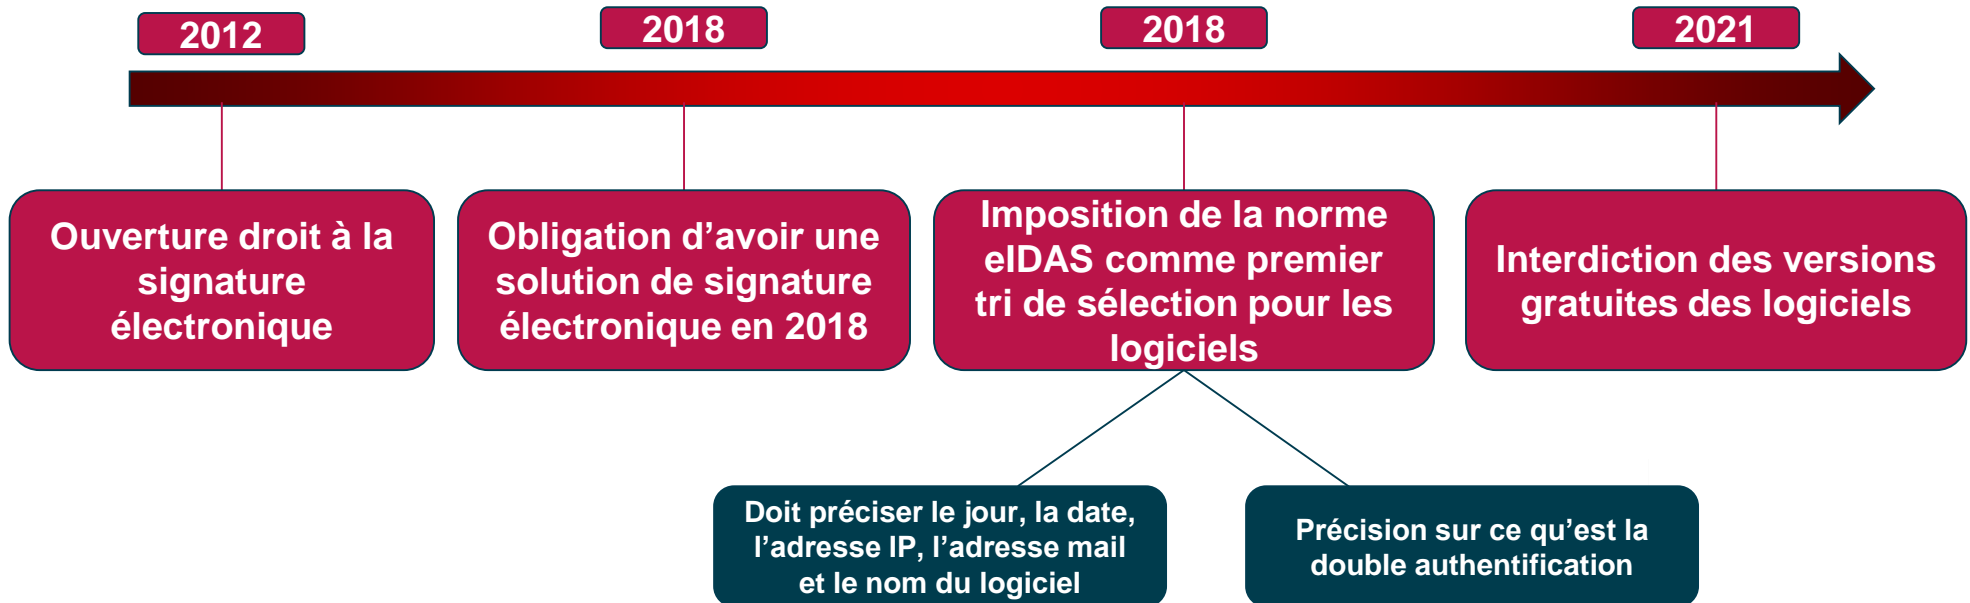 2012
2018
2018
2021
Ouverture droit à la
signature
électronique
Obligation d’avoir une
solution de signature
électronique en 2018
Imposition de la norme
eIDAS comme premier
tri de sélection pour les
logiciels
Interdiction des versions
gratuites des logiciels
Doit préciser le jour, la date,
l’adresse IP, l’adresse mail
et le nom du logiciel
Précision sur ce qu’est la
double authentification